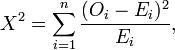 X^2 = \sum_{i=1}^{n} \frac{(O_i - E_i)^2}{E_i},